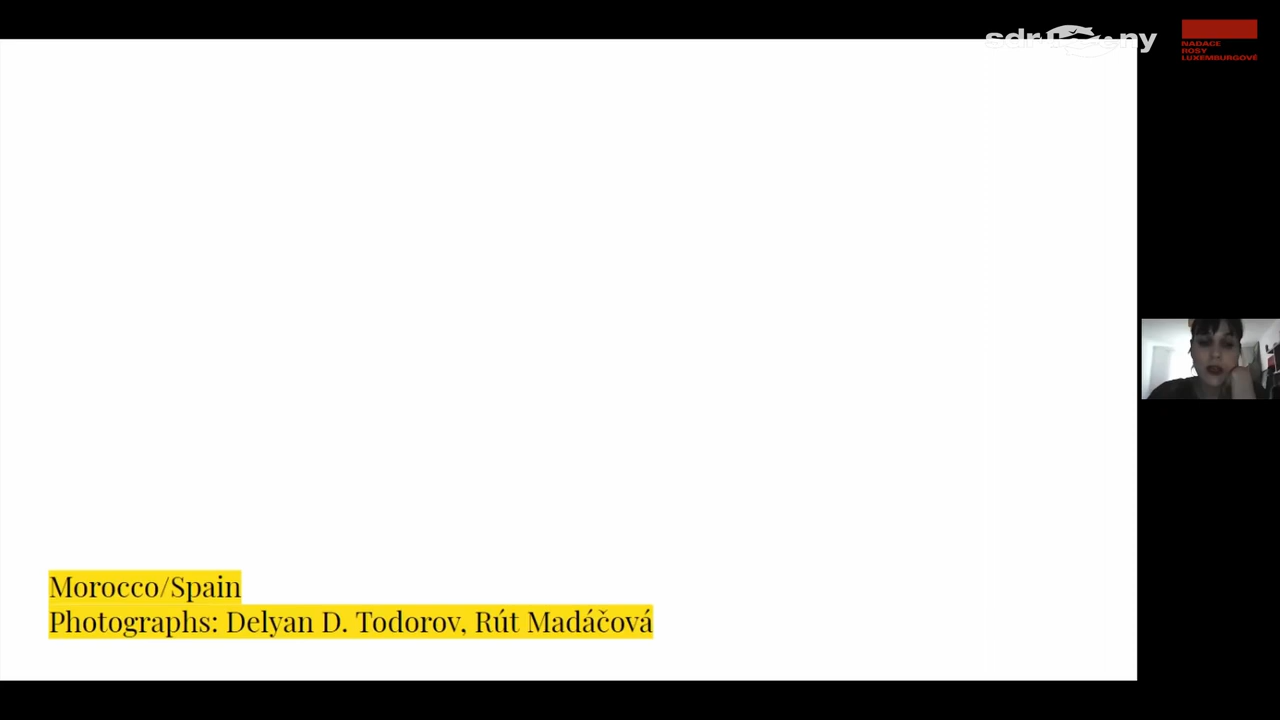 NADACE
ROSY
LUXEMBURGOVÉ
Morocco/Spain
Photographs: Delyan D. Todorov, Rút Madáčová